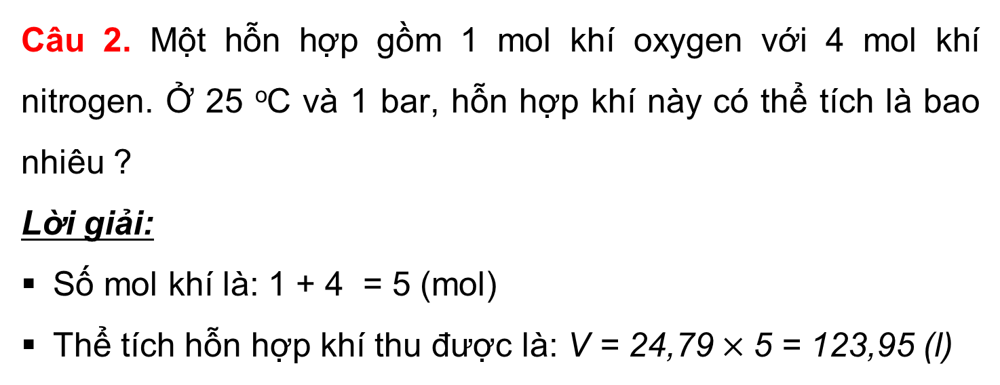 Câu 2. Một hỗn hợp gồm 1 mol khí oxygen với 4 mol khí
nitrogen. Ở 25 ºC và 1 bar, hỗn hợp khí này có thể tích là bao
nhiêu ?
Lời giải:
▪ Số mol khí là: 1 + 4 = 5 (mol)
▪ Thể tích hỗn hợp khí thu được là: V = 24,79 × 5 = 123,95 (l)